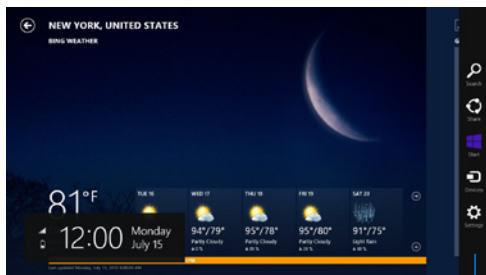 NEW YORK, UNITED STATES
BING WEATHER
Search
Share
Start
Devices
Settings
81°F
TUE 16
WED 17
THU 18
FRI 19
SAT 20
94°/79°
95°/78°
95°/80°
91°/75°
Partly Cloudy
Partly Cloudy
Partly Cloudy
Light Rain
12:00
Monday
July 15